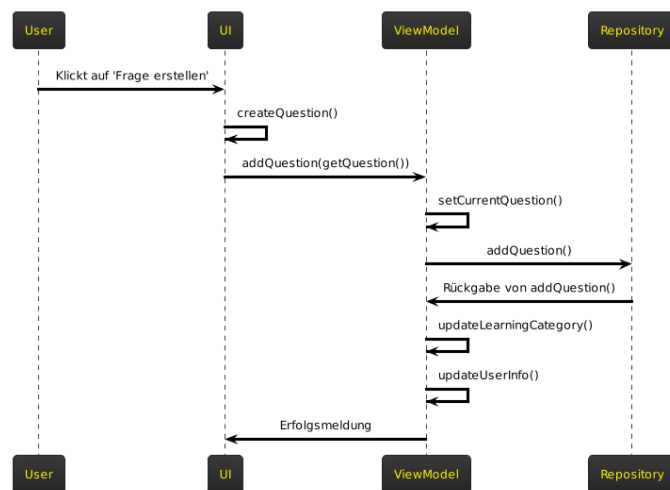 User
UI
ViewModel
Repository
Klickt auf 'Frage erstellen'
createQuestion()
addQuestion(getQuestion())
setCurrentQuestion()
addQuestion()
Rückgabe von addQuestion()
updateLearningCategory()
updateUserInfo()
Erfolgsmeldung
User
UI
ViewModel
Repository